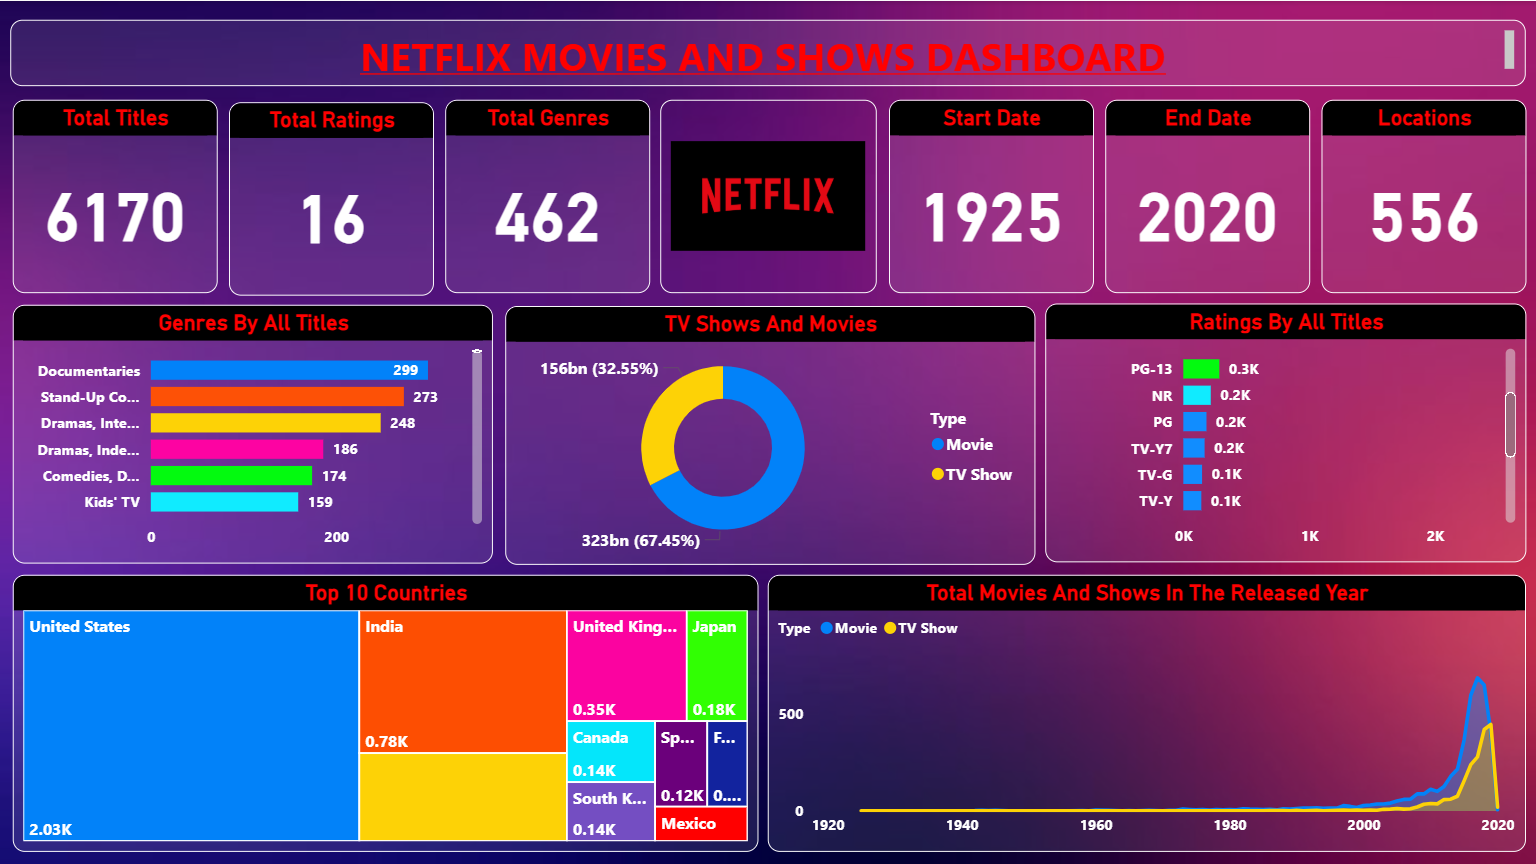 NETFLIX MOVIES AND SHOWS DASHBOARD
Total Titles
6170
Total Ratings
16
Total Genres
462
NETFLIX
Start Date
1925
End Date
2020
Locations
556
Genres By All Titles
Documentaries 299
Stand-Up Co... 273
Dramas, Inte... 248
Dramas, Inde... 186
Comedies, D... 174
Kids' TV 159
0 200
TV Shows And Movies
156bn (32.55%)
323bn (67.45%)
Type
Movie
TV Show
Ratings By All Titles
PG-13 0.3K
NR 0.2K
PG 0.2K
TV-Y7 0.2K
TV-G 0.1K
TV-Y 0.1K
0K 1K 2K
Top 10 Countries
United States
2.03K
India
0.78K
United King...
0.35K
Japan
0.18K
Canada
0.14K
South K...
0.14K
Sp...
0.12K
F...
0....
Mexico
Total Movies And Shows In The Released Year
Type Movie TV Show
500
0
1920 1940 1960 1980 2000 2020